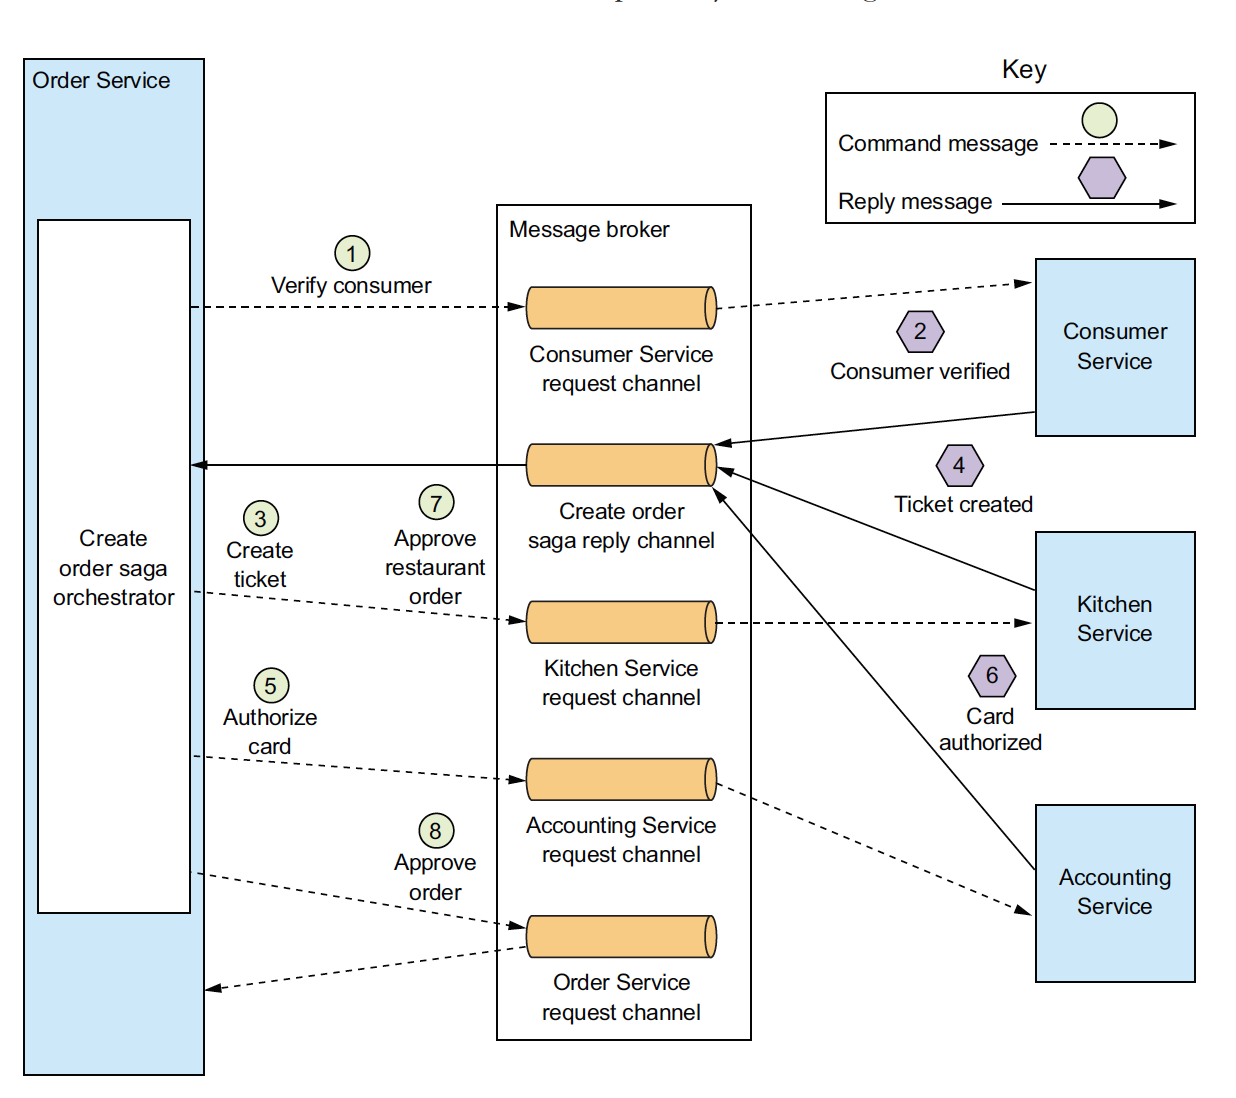 Order Service
Key
Command message
Reply message
Message broker
1
Verify consumer
Consumer Service
request channel
2
Consumer verified
Consumer
Service
Create order
saga reply channel
4
Ticket created
Create
order saga
orchestrator
3
Create
ticket
7
Approve
restaurant
order
Kitchen Service
request channel
Kitchen
Service
6
Card
authorized
5
Authorize
card
Accounting Service
request channel
Accounting
Service
8
Approve
order
Order Service
request channel